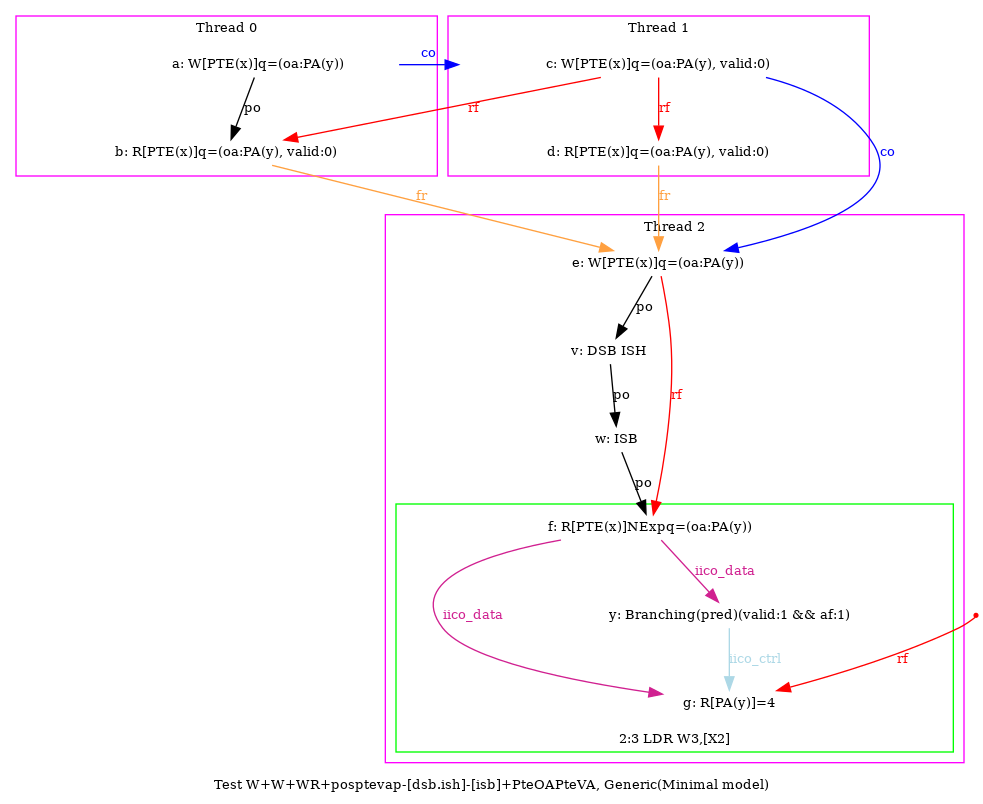 Thread 0
Thread 1
a: W[PTE(x)]q=(oa:PA(y))
co
c: W[PTE(x)]q=(oa:PA(y), valid:0)
po
rf
rf
b: R[PTE(x)]q=(oa:PA(y), valid:0)
d: R[PTE(x)]q=(oa:PA(y), valid:0)
co
fr
fr
Thread 2
e: W[PTE(x)]q=(oa:PA(y))
po
v: DSB ISH
po
rf
w: ISB
po
f: R[PTE(x)]NExpq=(oa:PA(y))
iico_data
iico_data
y: Branching(pred)(valid:1 && af:1)
iico_ctrl
rf
g: R[PA(y)]=4
2:3 LDR W3,[X2]
Test W+W+WR+posptevap-[dsb.ish]-[isb]+PteOAPteVA, Generic(Minimal model)